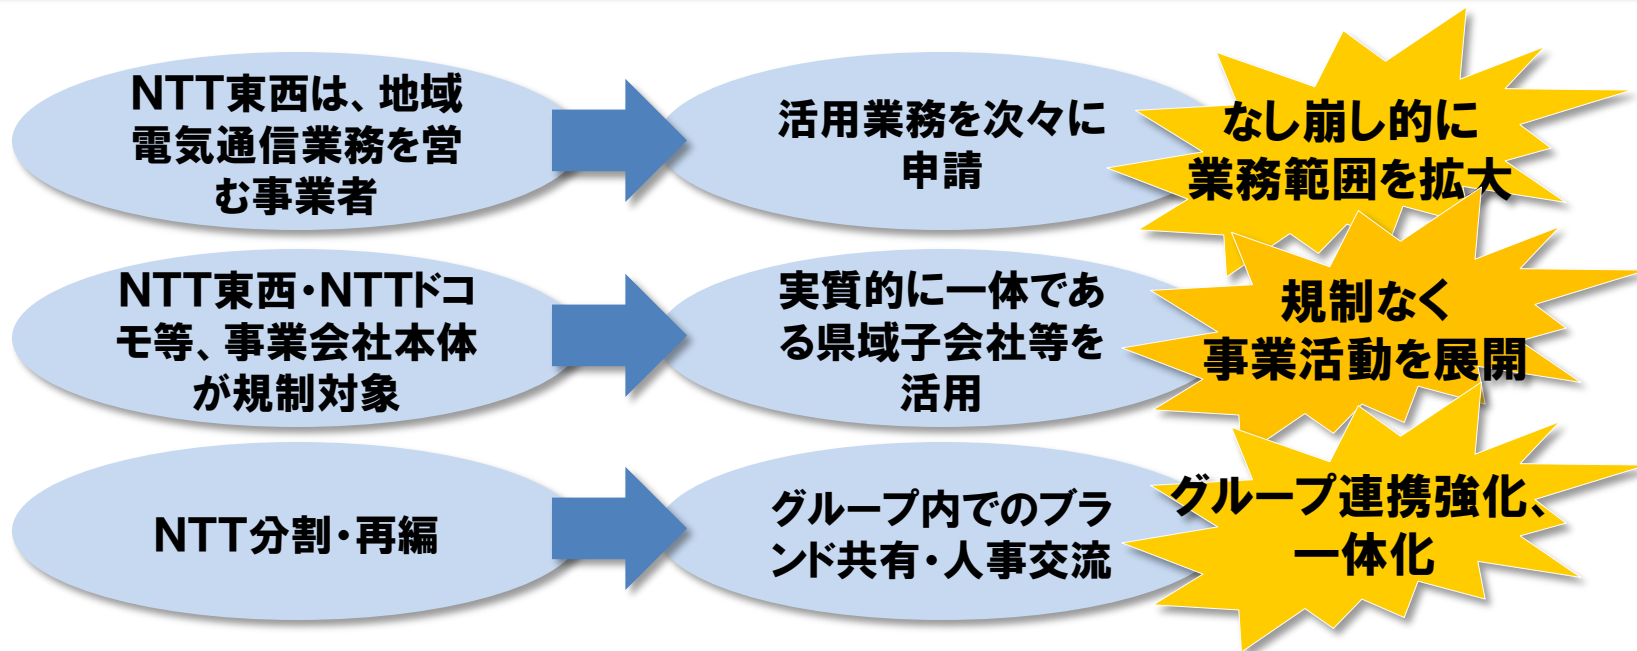 NTT東西は、地域
電気通信業務を営
む事業者
活用業務を次々に
申請
なし崩し的に
業務範囲を拡大
NTT東西・NTTドコ
モ等、事業会社本体
が規制対象
実質的に一体であ
る県域子会社等を
活用
規制なく
事業活動を展開
NTT分割・再編
グループ内でのブラ
ンド共有・人事交流
グループ連携強化、
一体化